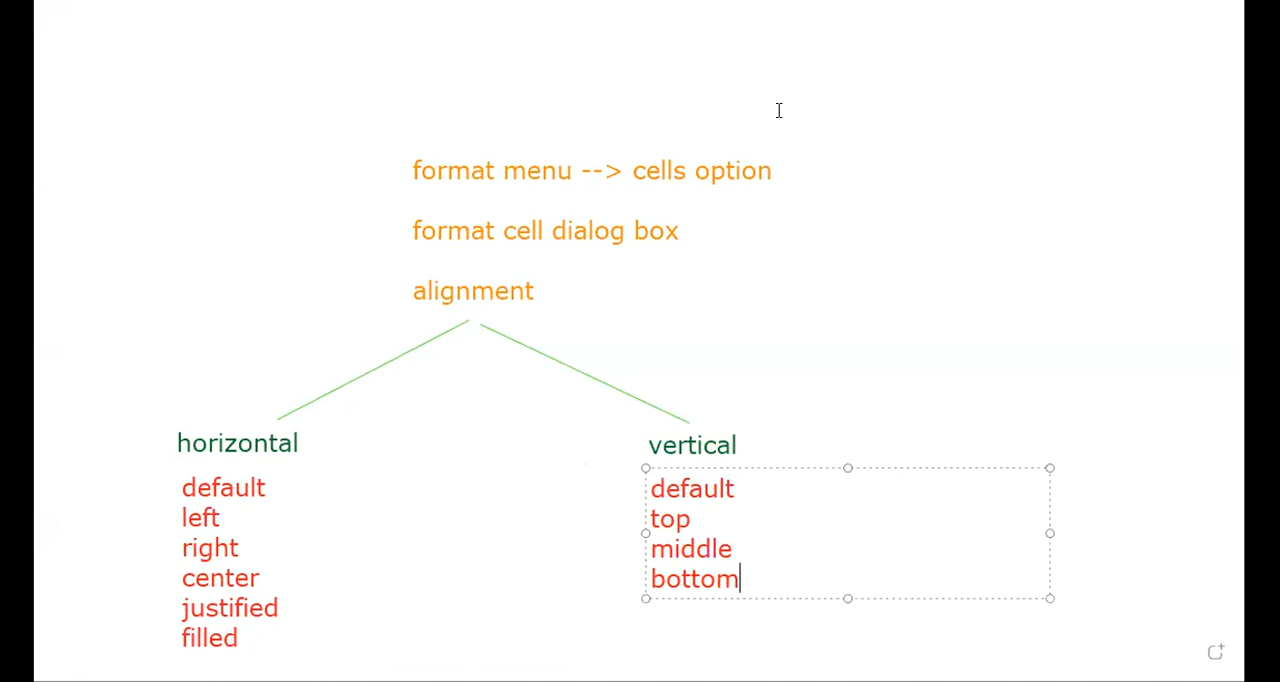 format menu --> cells option
format cell dialog box
alignment
horizontal
default
left
right
center
justified
filled
vertical
default
top
middle
bottom